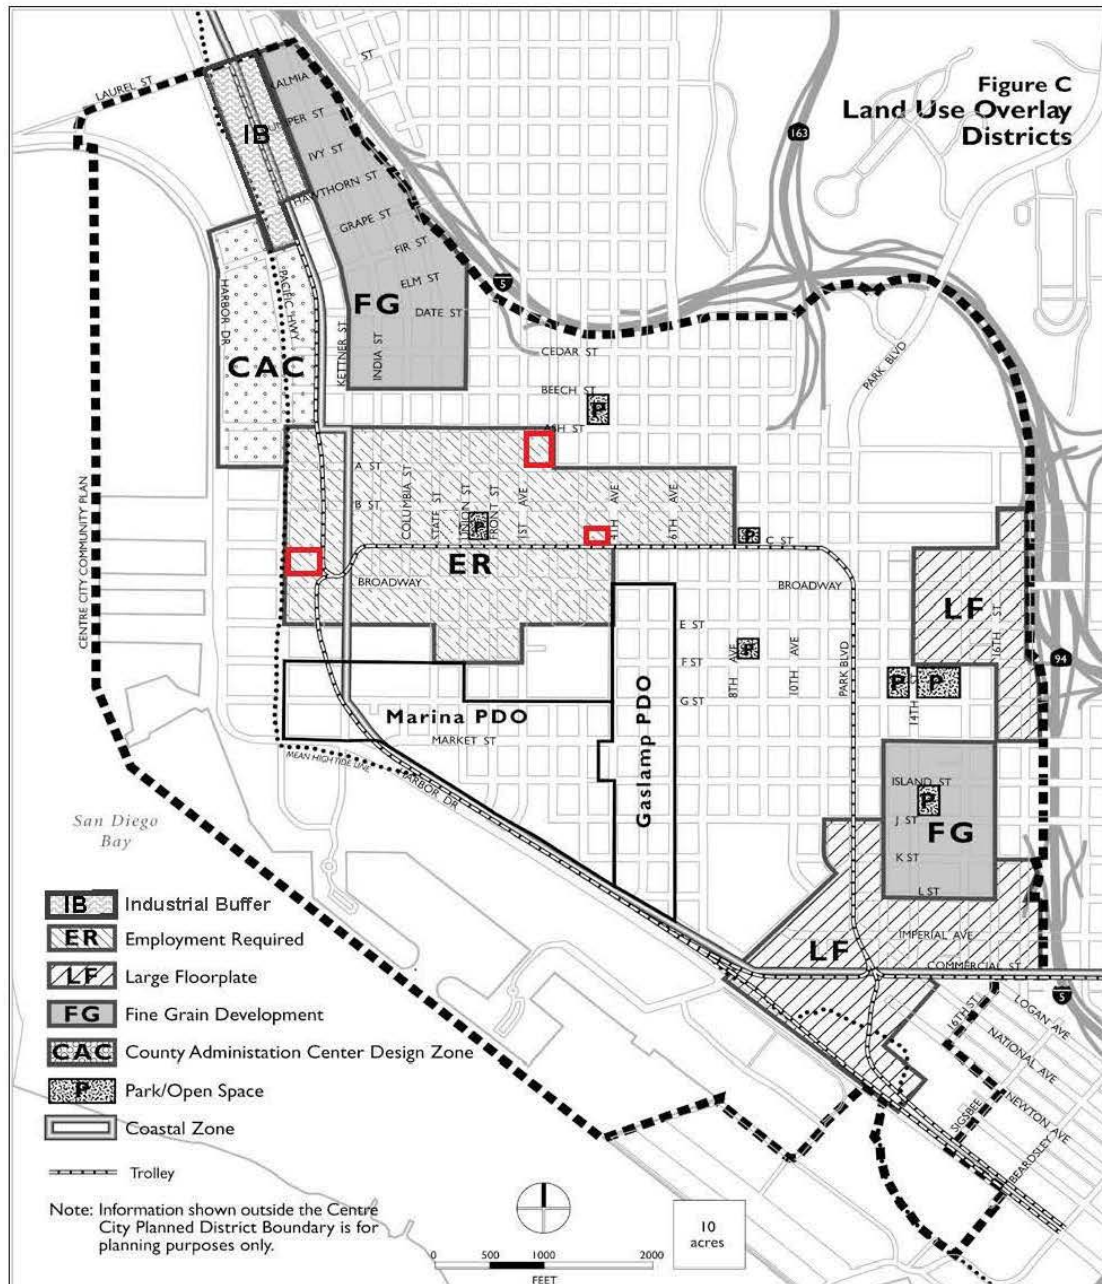 Figure C
Land Use Overlay
Districts
LAUREL ST
KALMIA
ST
JUNIPER ST
IB
IVY ST
HAWTHORN ST
GRAPE ST
FIR ST
ELM ST
DATE ST
FG
163
5
CEDAR ST
BEECH ST
P
ASH ST
HARBOR DR
PACIFIC HWY
KETTNER ST
INDIA ST
CAC
PARK BLVD
CENTRE CITY COMMUNITY PLAN
A ST
B ST
COLUMBIA ST
STATE ST
UNION ST
FRONT ST
1ST AVE
4TH AVE
6TH AVE
P
P
C ST
ER
BROADWAY
BROADWAY
LF
16TH ST
94
E ST
F ST
G ST
8TH AVE
P
10TH AVE
PARK BLVD
P
P
14TH ST
Marina PDO
MARKET ST
MEAN HIGH TIDE LINE
HARBOR DR
Gaslamp PDO
ISLAND ST
P
J ST
FG
K ST
L ST
San Diego
Bay
LF
IMPERIAL AVE
COMMERCIAL ST
5
16TH ST
LOGAN AVE
NATIONAL AVE
NEWTON AVE
SIGSBEE
BEARDSLEY
IB Industrial Buffer
ER Employment Required
LF Large Floorplate
FG Fine Grain Development
CAC County Administation Center Design Zone
P Park/Open Space
Coastal Zone
Trolley
Note: Information shown outside the Centre
City Planned District Boundary is for
planning purposes only.
0 500 1000 2000
FEET
10
acres